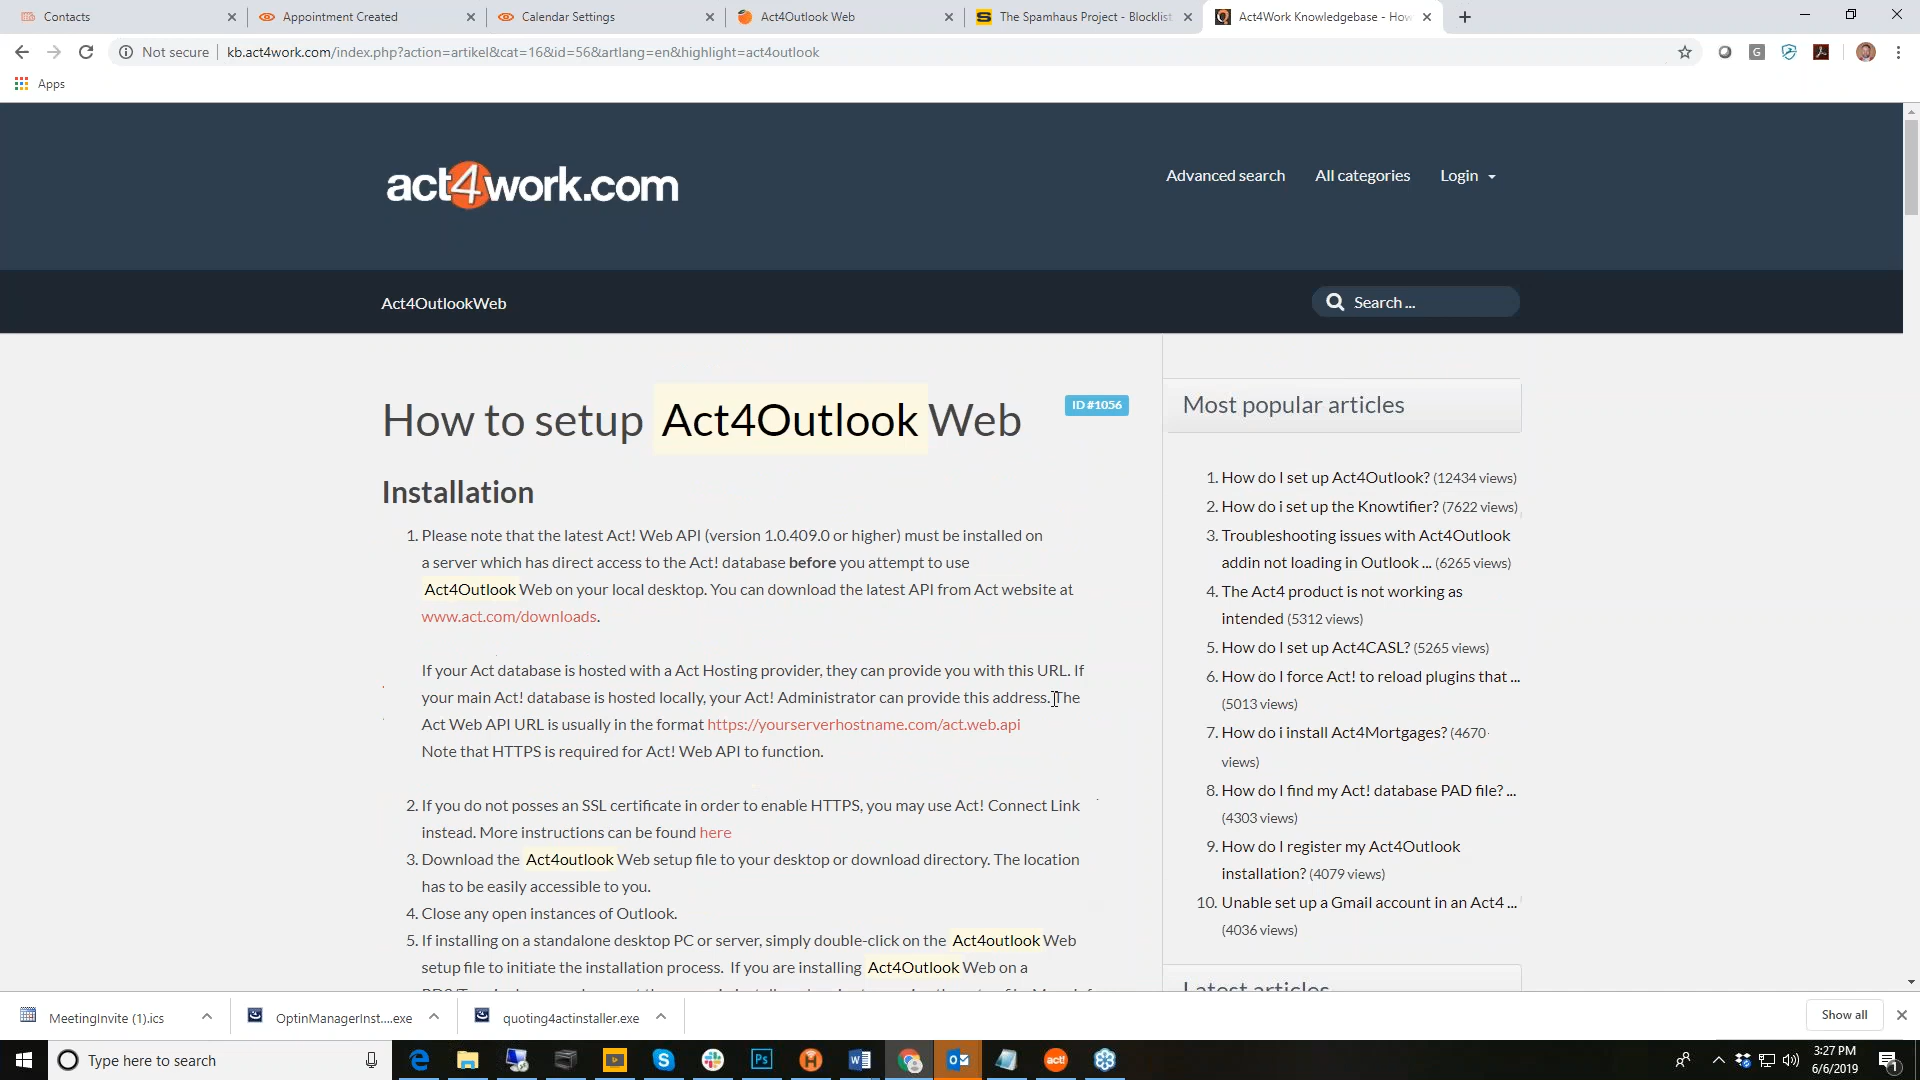 Contacts
Appointment Created
Calendar Settings
Act4Outlook Web
The Spamhaus Project - Blocklist
Act4Work Knowledgebase - How
Not secure
kb.act4work.com/index.php?action=artikel&cat=16&id=56&artlang=en&highlight=act4outlook
Apps
act4work.com
Advanced search
All categories
Login
Act4OutlookWeb
Search ...
How to setup Act4Outlook Web
ID #1056
Installation
1. Please note that the latest Act! Web API (version 1.0.409.0 or higher) must be installed on
a server which has direct access to the Act! database before you attempt to use
Act4Outlook Web on your local desktop. You can download the latest API from Act website at
www.act.com/downloads.
If your Act database is hosted with a Act Hosting provider, they can provide you with this URL. If
your main Act! database is hosted locally, your Act! Administrator can provide this address. The
Act Web API URL is usually in the format https://yourserverhostname.com/act.web.api
Note that HTTPS is required for Act! Web API to function.
2. If you do not posses an SSL certificate in order to enable HTTPS, you may use Act! Connect Link
instead. More instructions can be found here
3. Download the Act4outlook Web setup file to your desktop or download directory. The location
has to be easily accessible to you.
4. Close any open instances of Outlook.
5. If installing on a standalone desktop PC or server, simply double-click on the Act4outlook Web
setup file to initiate the installation process. If you are installing Act4Outlook Web on a
Most popular articles
1. How do I set up Act4Outlook? (12434 views)
2. How do i set up the Knowtifier? (7622 views)
3. Troubleshooting issues with Act4Outlook
addin not loading in Outlook ... (6265 views)
4. The Act4 product is not working as
intended (5312 views)
5. How do I set up Act4CASL? (5265 views)
6. How do I force Act! to reload plugins that ...
(5013 views)
7. How do i install Act4Mortgages? (4670
views)
8. How do I find my Act! database PAD file? ...
(4303 views)
9. How do I register my Act4Outlook
installation? (4079 views)
10. Unable set up a Gmail account in an Act4 ...
(4036 views)
Latest articles
MeetingInvite (1).ics
OptinManagerInst....exe
quoting4actinstaller.exe
Show all
Type here to search
3:27 PM
6/6/2019